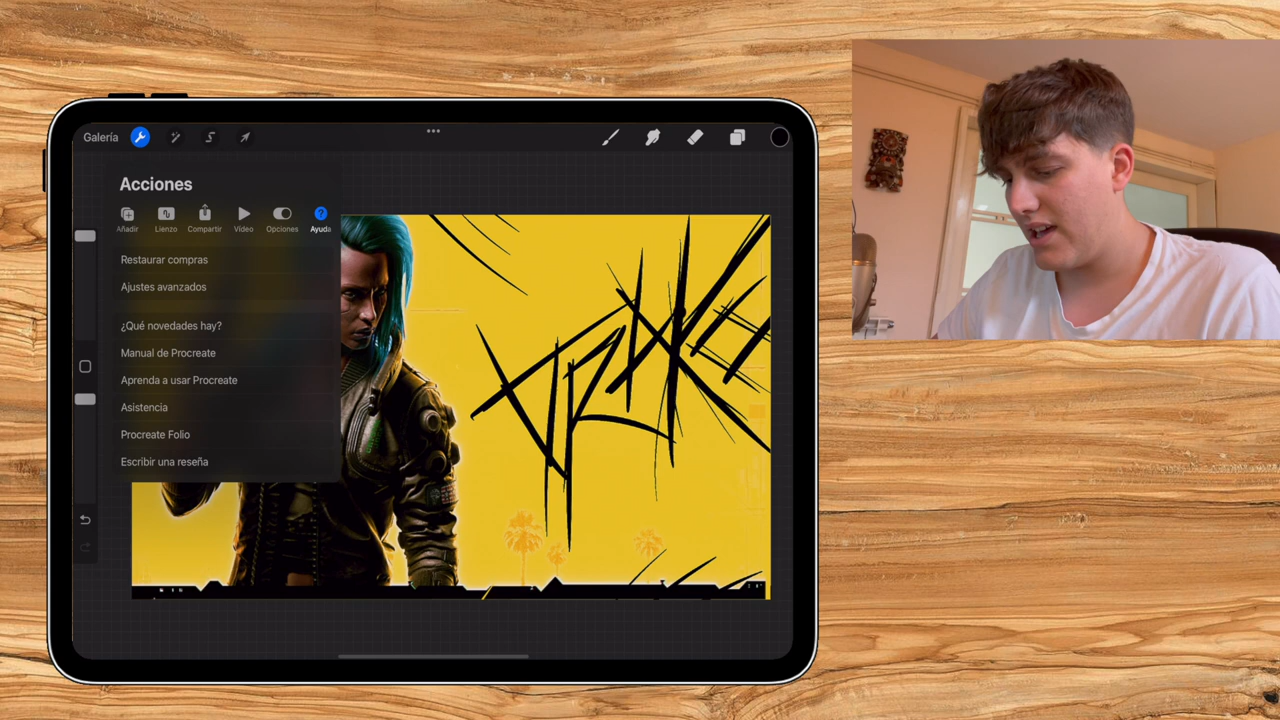 Galería
Acciones
Añadir Lienzo Compartir Vídeo Opciones Ayuda
Restaurar compras
Ajustes avanzados
¿Qué novedades hay?
Manual de Procreate
Aprenda a usar Procreate
Asistencia
Procreate Folio
Escribir una reseña